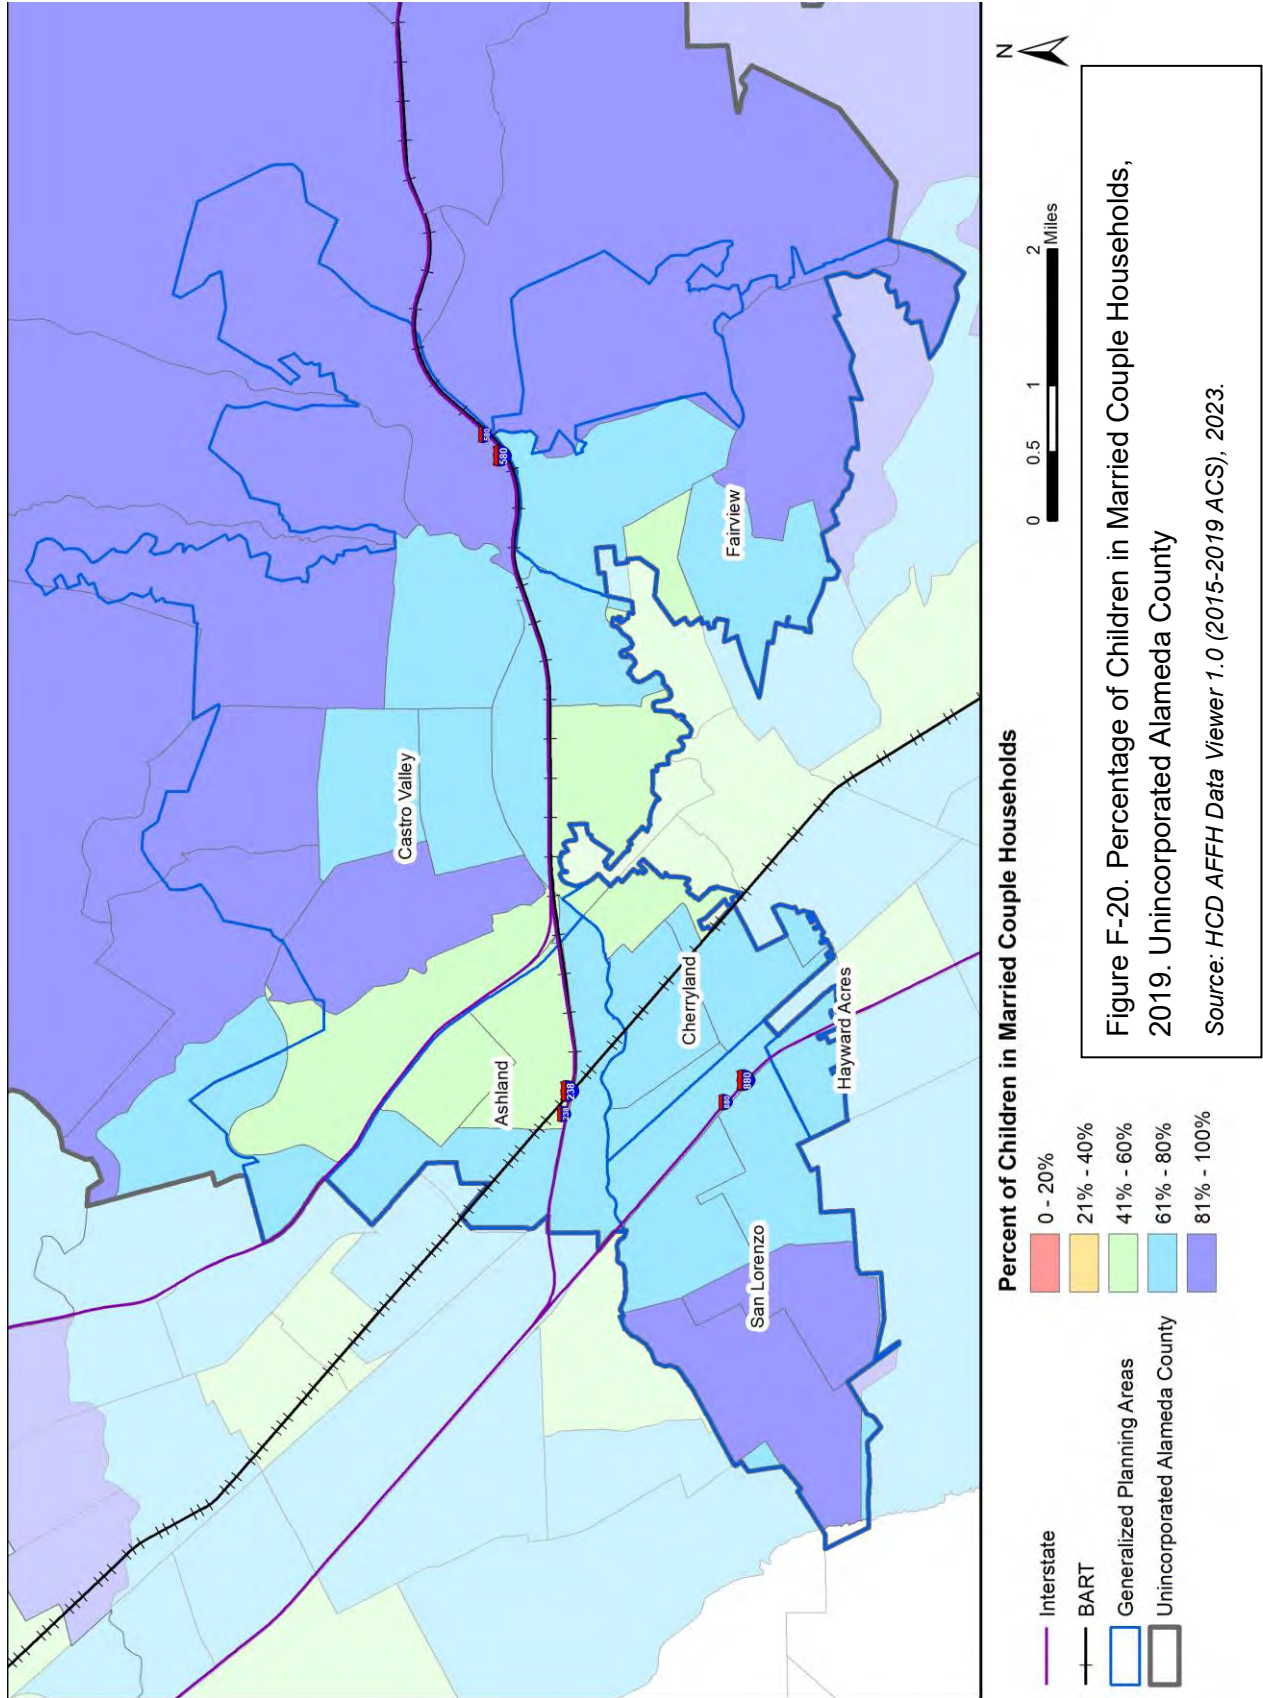 N
580
580
Castro Valley
Fairview
Ashland
238
238
Cherryland
Hayward Acres
880
880
San Lorenzo
Percent of Children in Married Couple Households
Interstate
BART
Generalized Planning Areas
Unincorporated Alameda County
0 - 20%
21% - 40%
41% - 60%
61% - 80%
81% - 100%
0 0.5 1 2
Miles
Figure F-20. Percentage of Children in Married Couple Households,
2019. Unincorporated Alameda County
Source: HCD AFFH Data Viewer 1.0 (2015-2019 ACS), 2023.